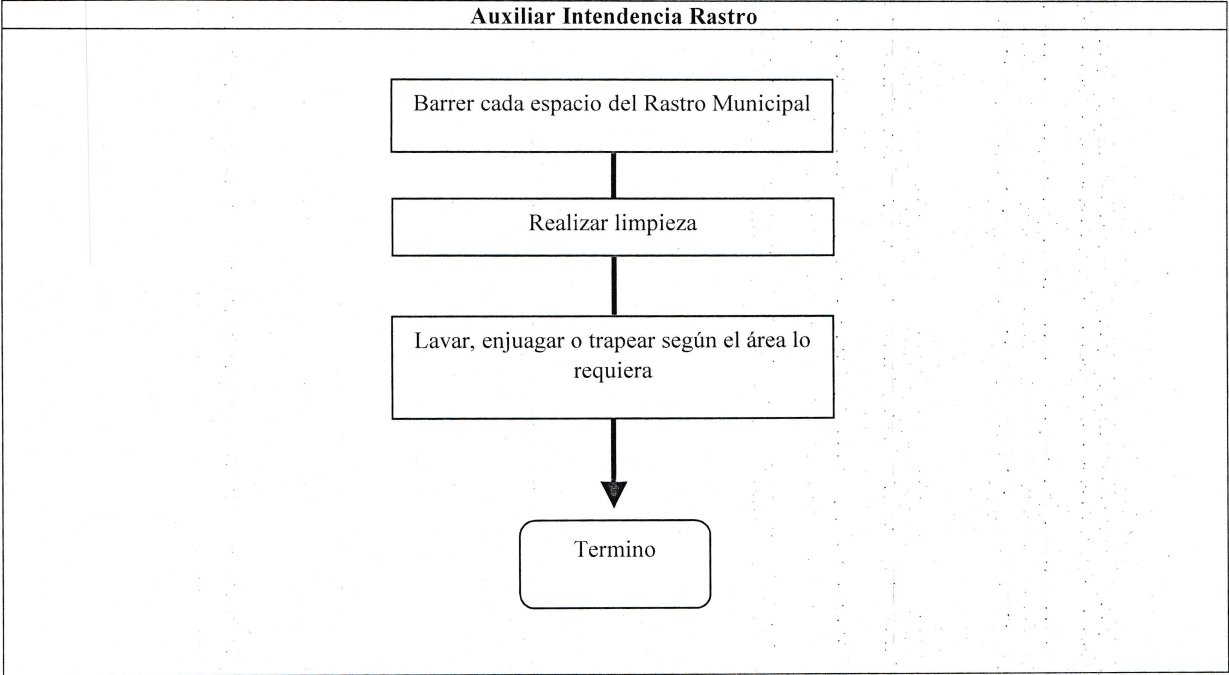 Auxiliar Intendencia Rastro
Barrer cada espacio del Rastro Municipal
Realizar limpieza
Lavar, enjuagar o trapear según el área lo
requiera
Termino